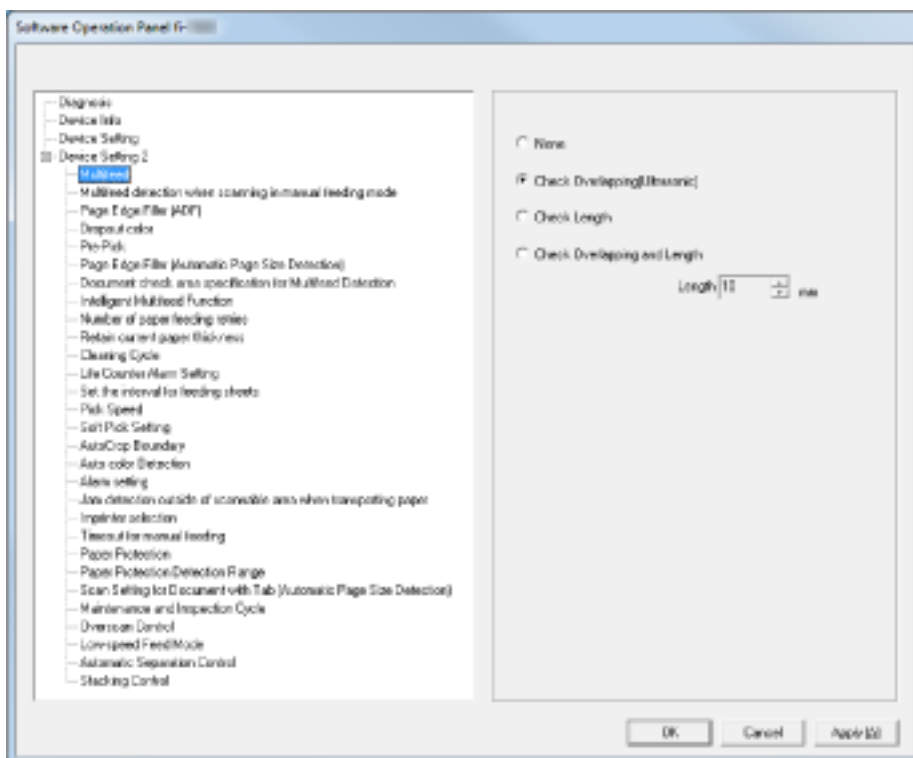 Software Operation Panel fi-
Diagnosis
Device Info
Device Setting
Device Setting 2
Multifeed
Multifeed detection when scanning in manual feeding mode
Page Edge Filler (ADF)
Dropout color
Pre-Pick
Page Edge Filler (Automatic Page Size Detection)
Document check area specification for Multifeed Detection
Intelligent Multifeed Function
Number of paper feeding retries
Retain current paper thickness
Cleaning Cycle
Life Counter Alarm Setting
Set the interval for feeding sheets
Pick Speed
Soft Pick Setting
AutoCrop Boundary
Auto color Detection
Alarm setting
Jam detection outside of scannable area when transporting paper
Imprinter selection
Timeout for manual feeding
Paper Protection
Paper Protection Detection Range
Scan Setting for Document with Tab (Automatic Page Size Detection)
Maintenance and Inspection Cycle
Overscan Control
Low-speed Feed Mode
Automatic Separation Control
Stacking Control
None
Check Overlapping(Ultrasonic)
Check Length
Check Overlapping and Length
Length 10 mm
OK Cancel Apply (A)